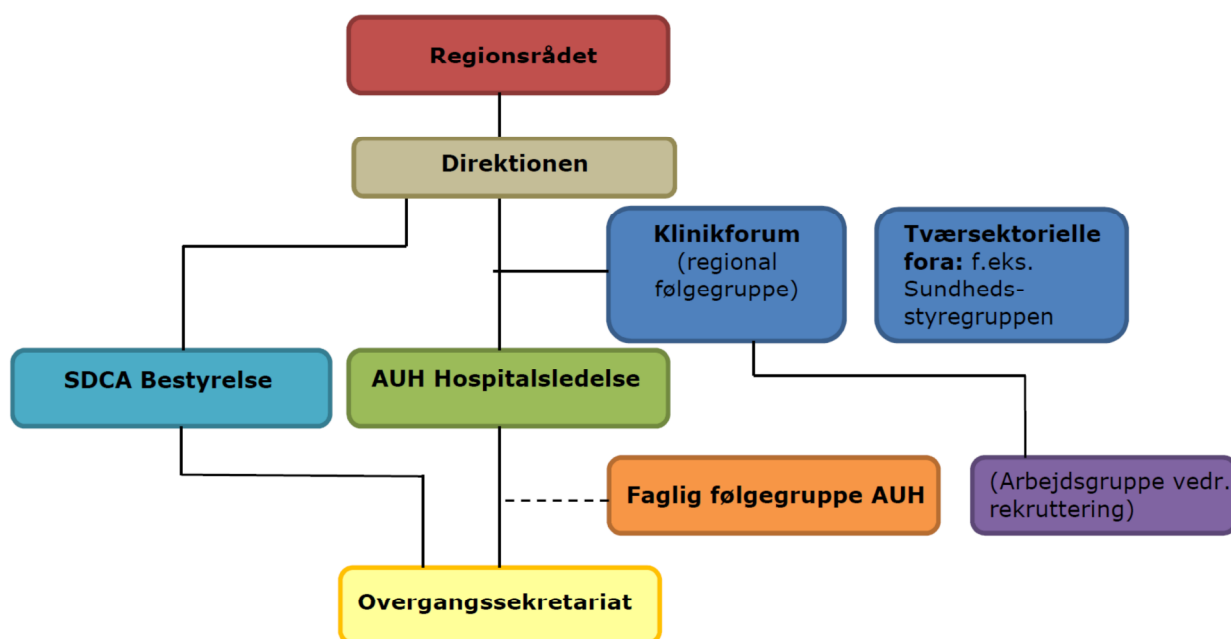 Regionsrådet
Direktionen
Klinikforum
(regional
følgegruppe)
Tværsektorielle
fora: f.eks.
Sundheds-
styregruppen
SDCA Bestyrelse
AUH Hospitalsledelse
Faglig følgegruppe AUH
(Arbejdsgruppe vedr.
rekruttering)
Overgangssekretariat